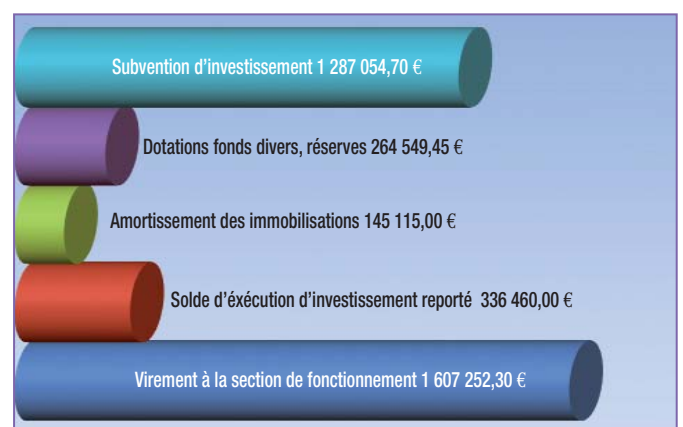 Subvention d'investissement 1 287 054,70 €
Dotations fonds divers, réserves 264 549,45 €
Amortissement des immobilisations 145 115,00 €
Solde d'éxécution d'investissement reporté 336 460,00 €
Virement à la section de fonctionnement 1 607 252,30 €